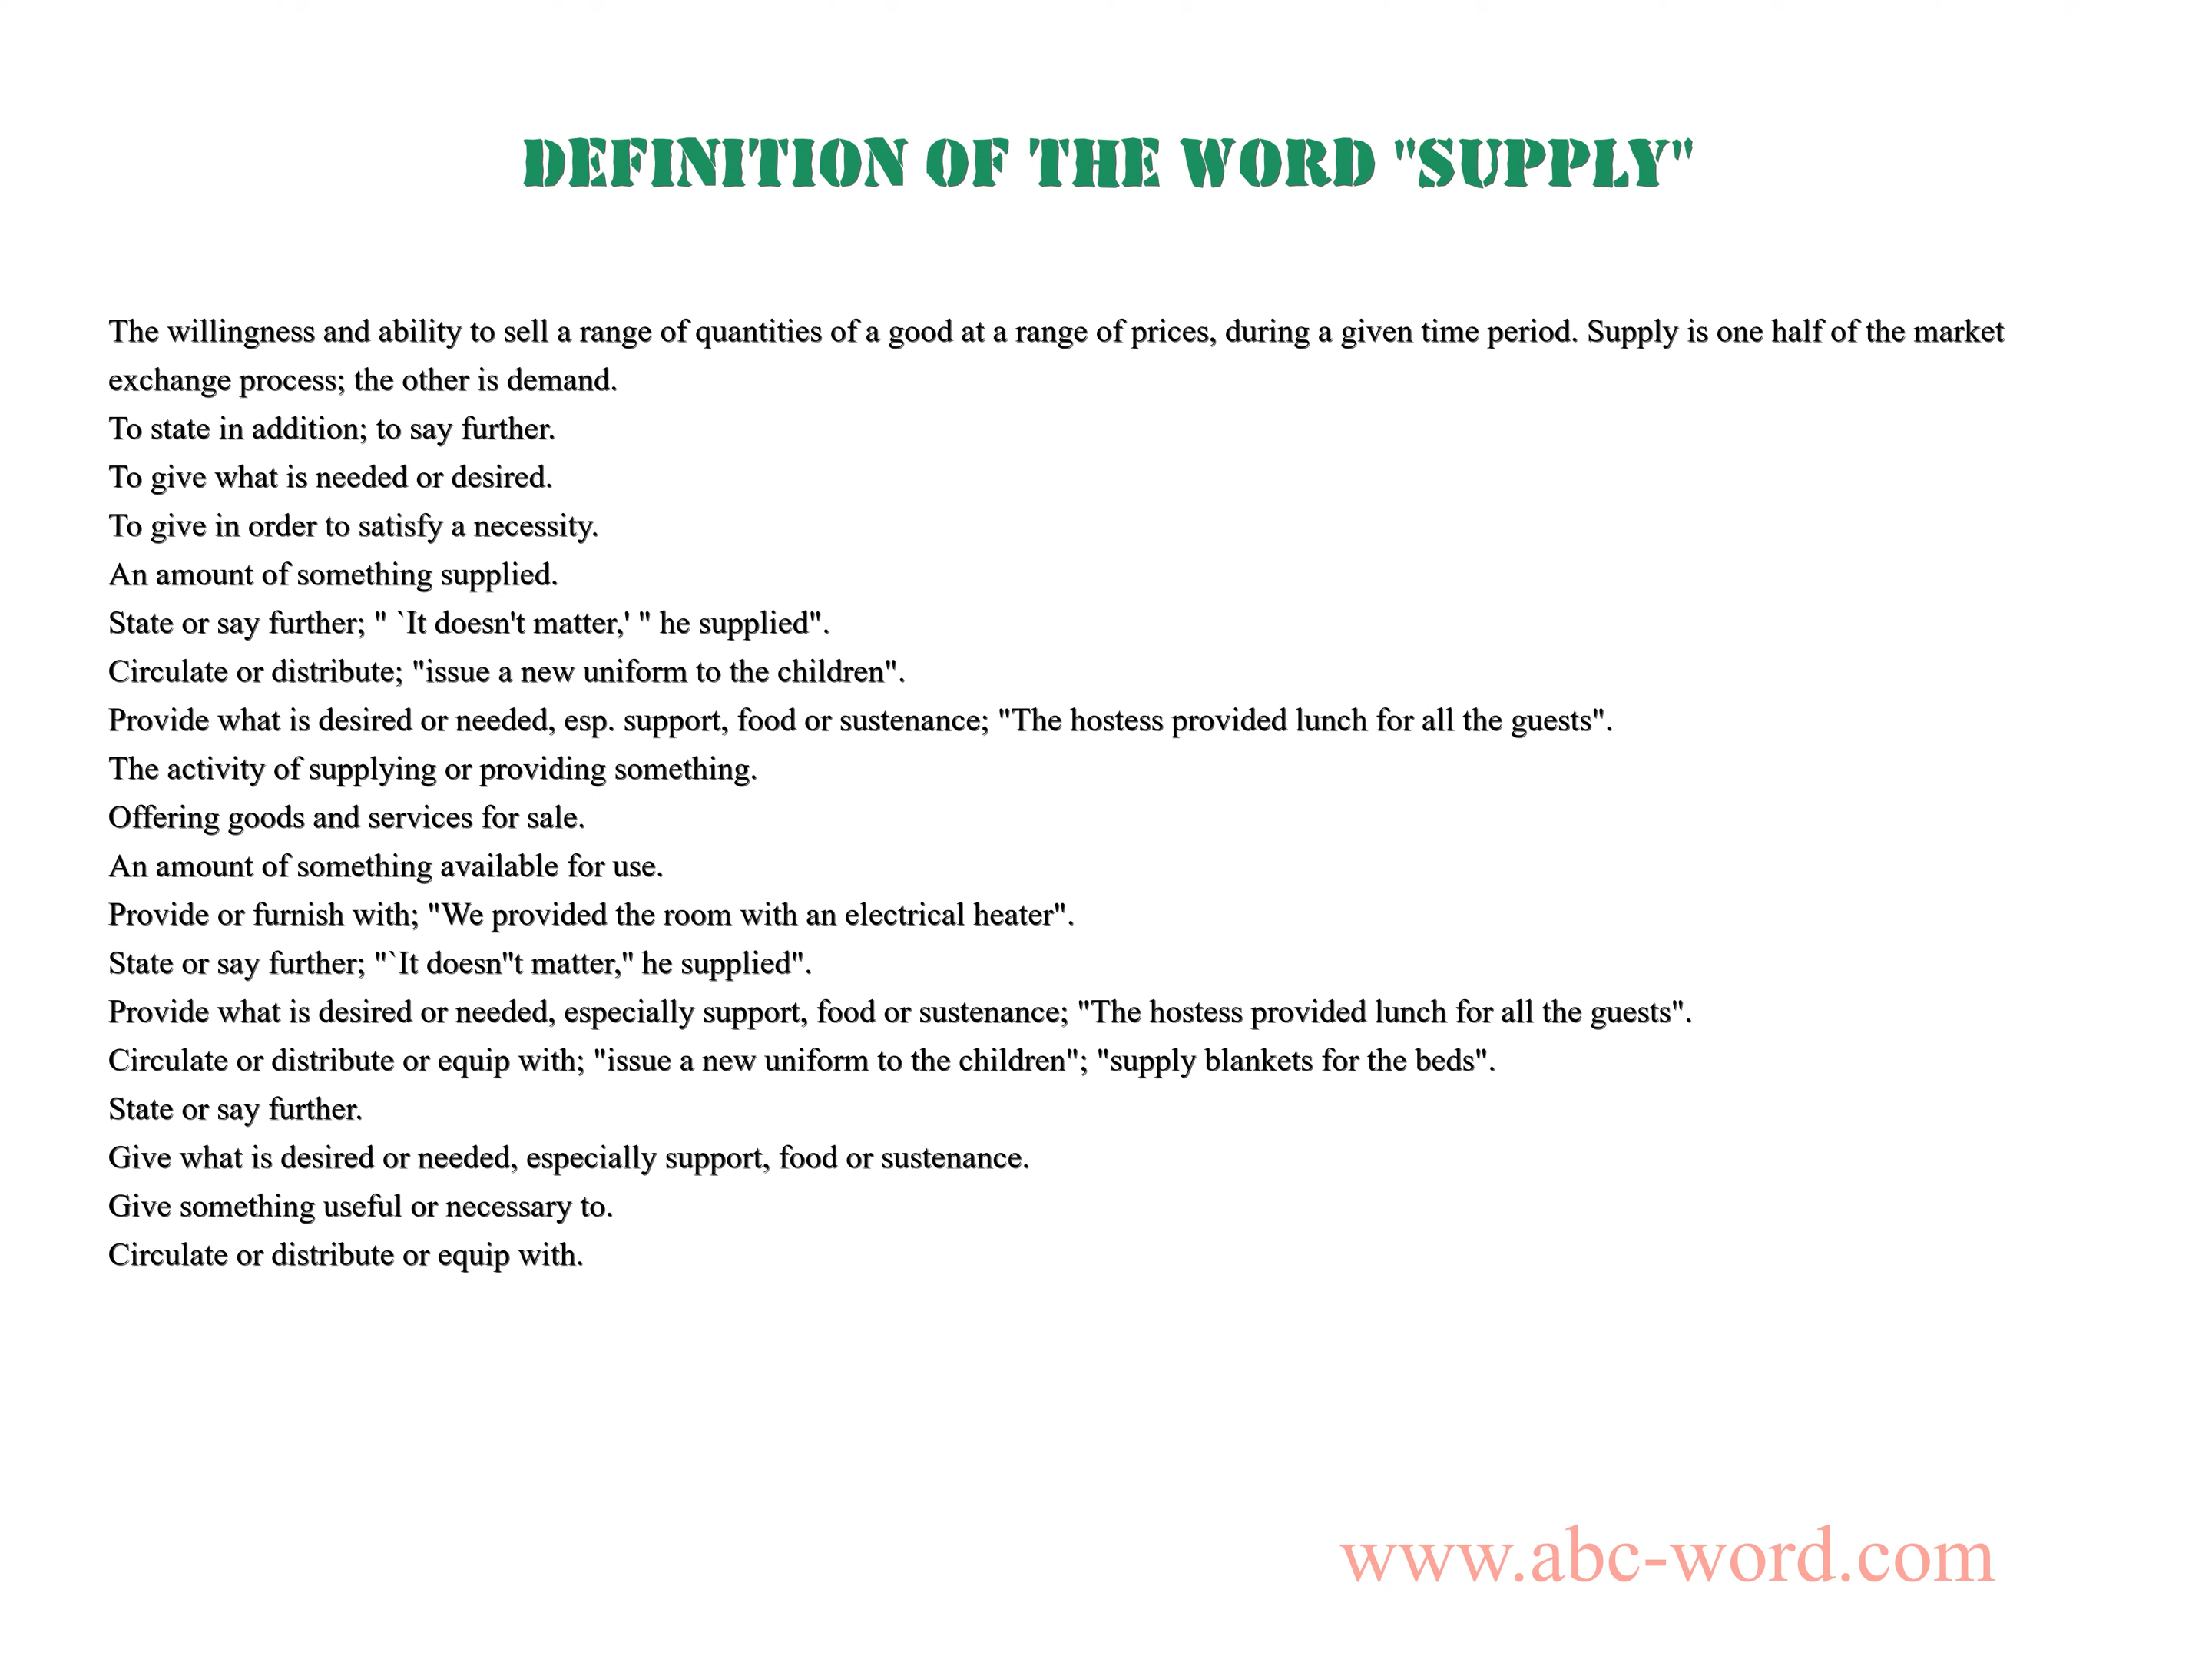 DEFINITION OF THE WORD "SUPPLY"
The willingness and ability to sell a range of quantities of a good at a range of prices, during a given time period. Supply is one half of the market
exchange process; the other is demand.
To state in addition; to say further.
To give what is needed or desired.
To give in order to satisfy a necessity.
An amount of something supplied.
State or say further; " `It doesn't matter,' " he supplied".
Circulate or distribute; "issue a new uniform to the children".
Provide what is desired or needed, esp. support, food or sustenance; "The hostess provided lunch for all the guests".
The activity of supplying or providing something.
Offering goods and services for sale.
An amount of something available for use.
Provide or furnish with; "We provided the room with an electrical heater".
State or say further; "`It doesn"t matter," he supplied".
Provide what is desired or needed, especially support, food or sustenance; "The hostess provided lunch for all the guests".
Circulate or distribute or equip with; "issue a new uniform to the children"; "supply blankets for the beds".
State or say further.
Give what is desired or needed, especially support, food or sustenance.
Give something useful or necessary to.
Circulate or distribute or equip with.
www.abc-word.com